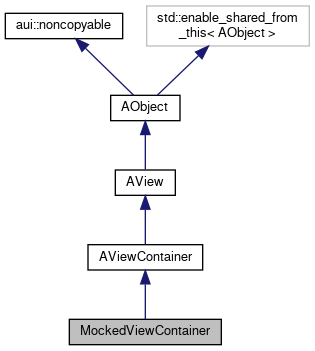 aui::noncopyable
std::enable_shared_from
_this< AObject >
AObject
AView
AViewContainer
MockedViewContainer